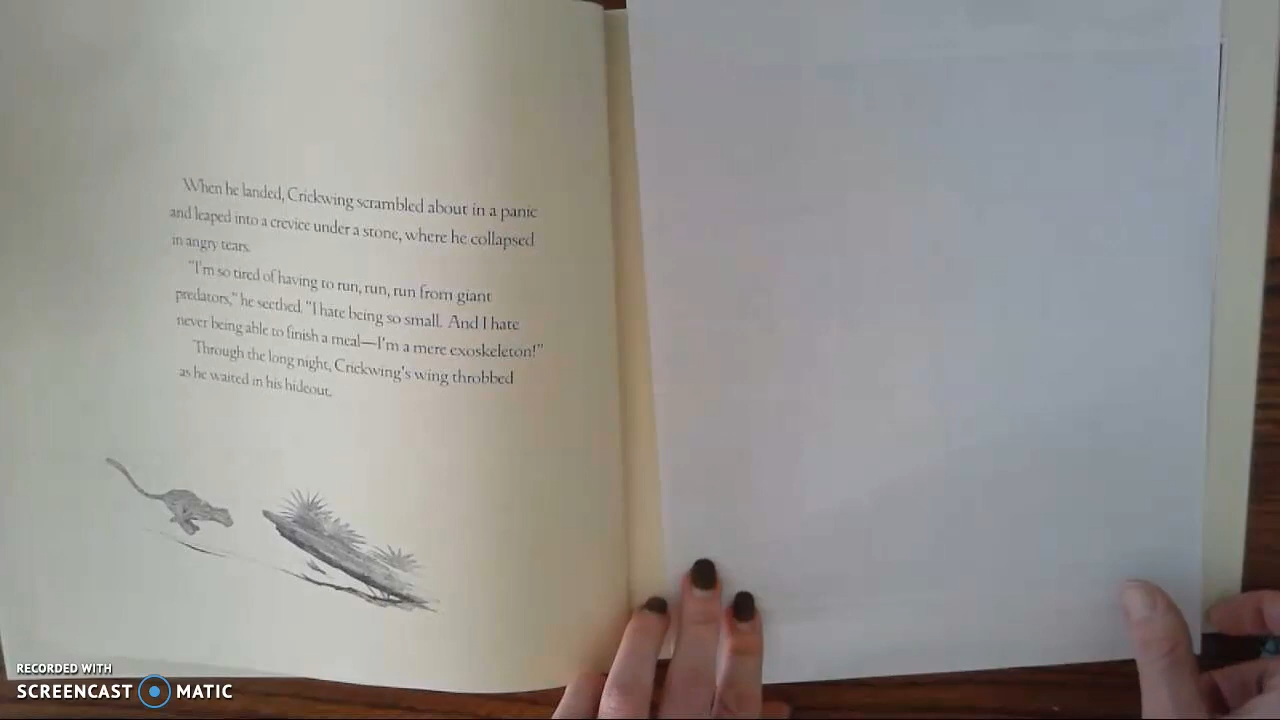 When he landed, Crickwing scrambled about in a panic
and leaped into a crevice under a stone, where he collapsed
in angry tears.
"I'm so tired of having to run, run, run from giant
predators," he seethed. "I hate being so small. And I hate
never being able to finish a meal—I'm a mere exoskeleton!"
Through the long night, Crickwing's wing throbbed
as he waited in his hideout.
RECORDED WITH
SCREENCAST MATIC